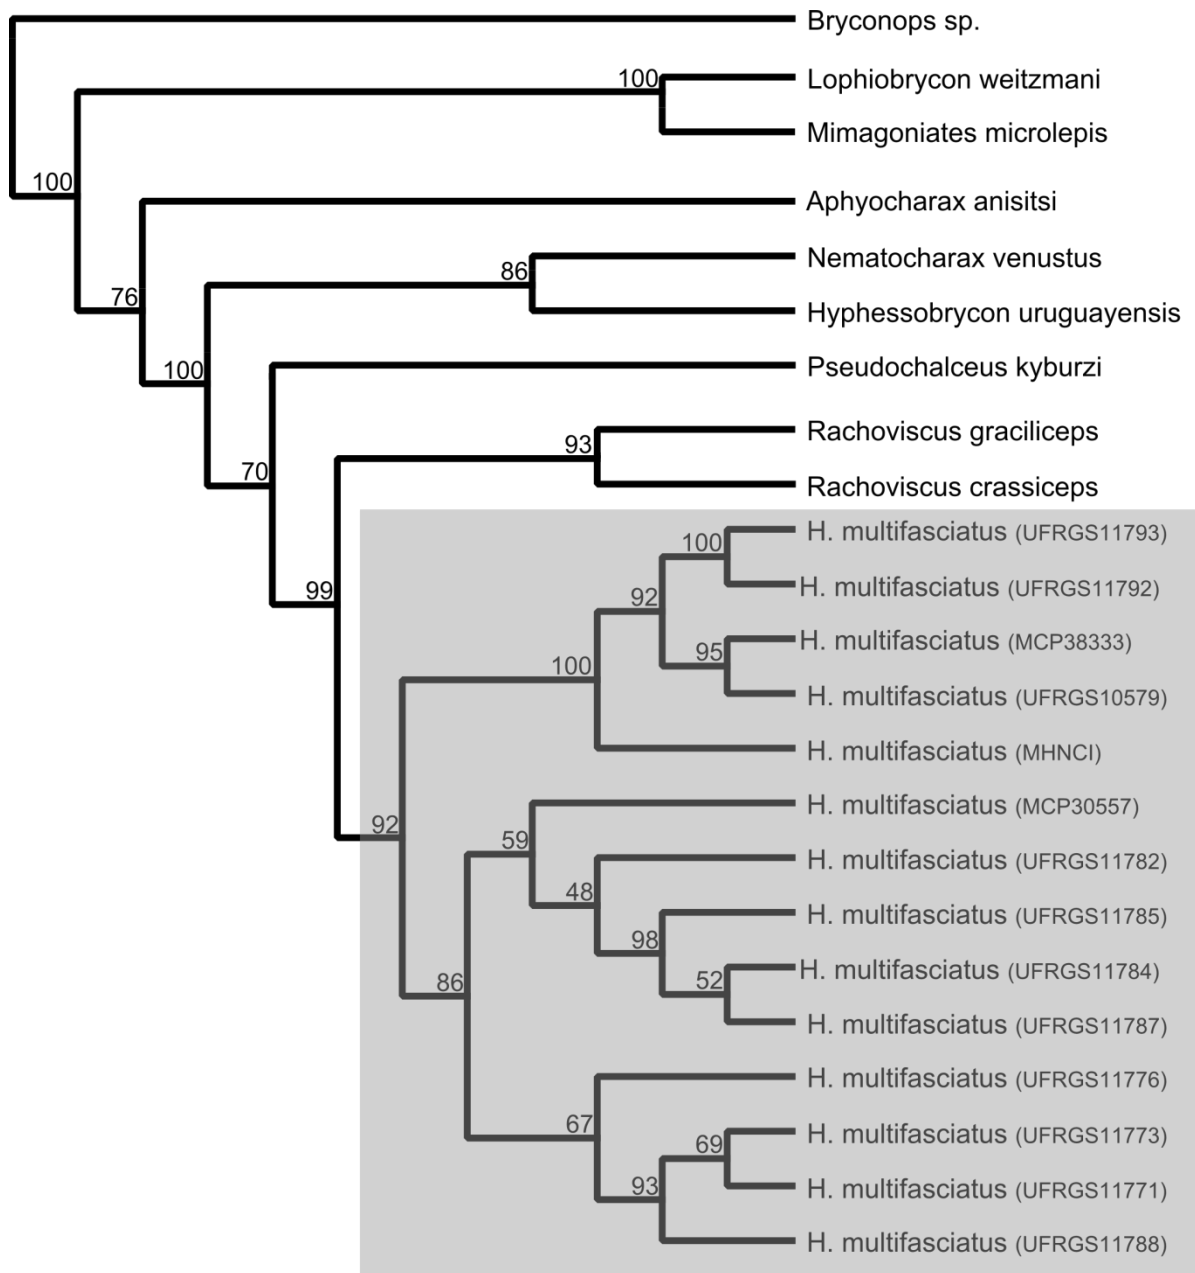 Bryconops sp.
100
Lophiobrycon weitzmani
Mimagoniates microlepis
100
Aphyocharax anisitsi
Nematocharax venustus
86
76
Hyphessobrycon uruguayensis
100
Pseudochalceus kyburzi
Rachoviscus graciliceps
93
70
Rachoviscus crassiceps
H. multifasciatus (UFRGS11793)
100
H. multifasciatus (UFRGS11792)
99
92
H. multifasciatus (MCP38333)
95
100
H. multifasciatus (UFRGS10579)
H. multifasciatus (MHNCI)
H. multifasciatus (MCP30557)
92
59
H. multifasciatus (UFRGS11782)
48
H. multifasciatus (UFRGS11785)
98
H. multifasciatus (UFRGS11784)
86
52
H. multifasciatus (UFRGS11787)
H. multifasciatus (UFRGS11776)
67
H. multifasciatus (UFRGS11773)
69
93
H. multifasciatus (UFRGS11771)
H. multifasciatus (UFRGS11788)